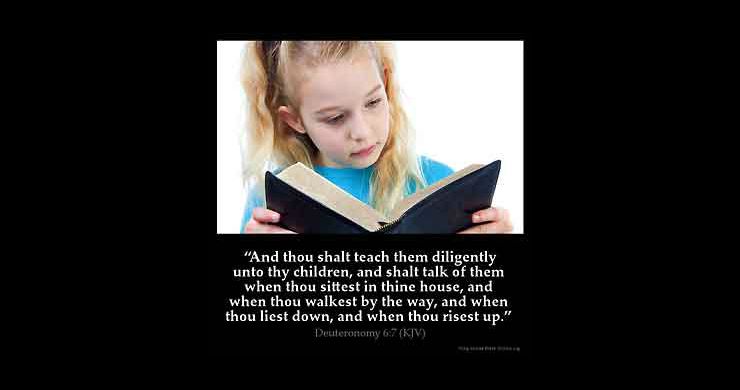 “And thou shalt teach them diligently
unto thy children, and shalt talk of them
when thou sittest in thine house, and
when thou walkest by the way, and when
thou liest down, and when thou risest up.”
Deuteronomy 6:7 (KJV)